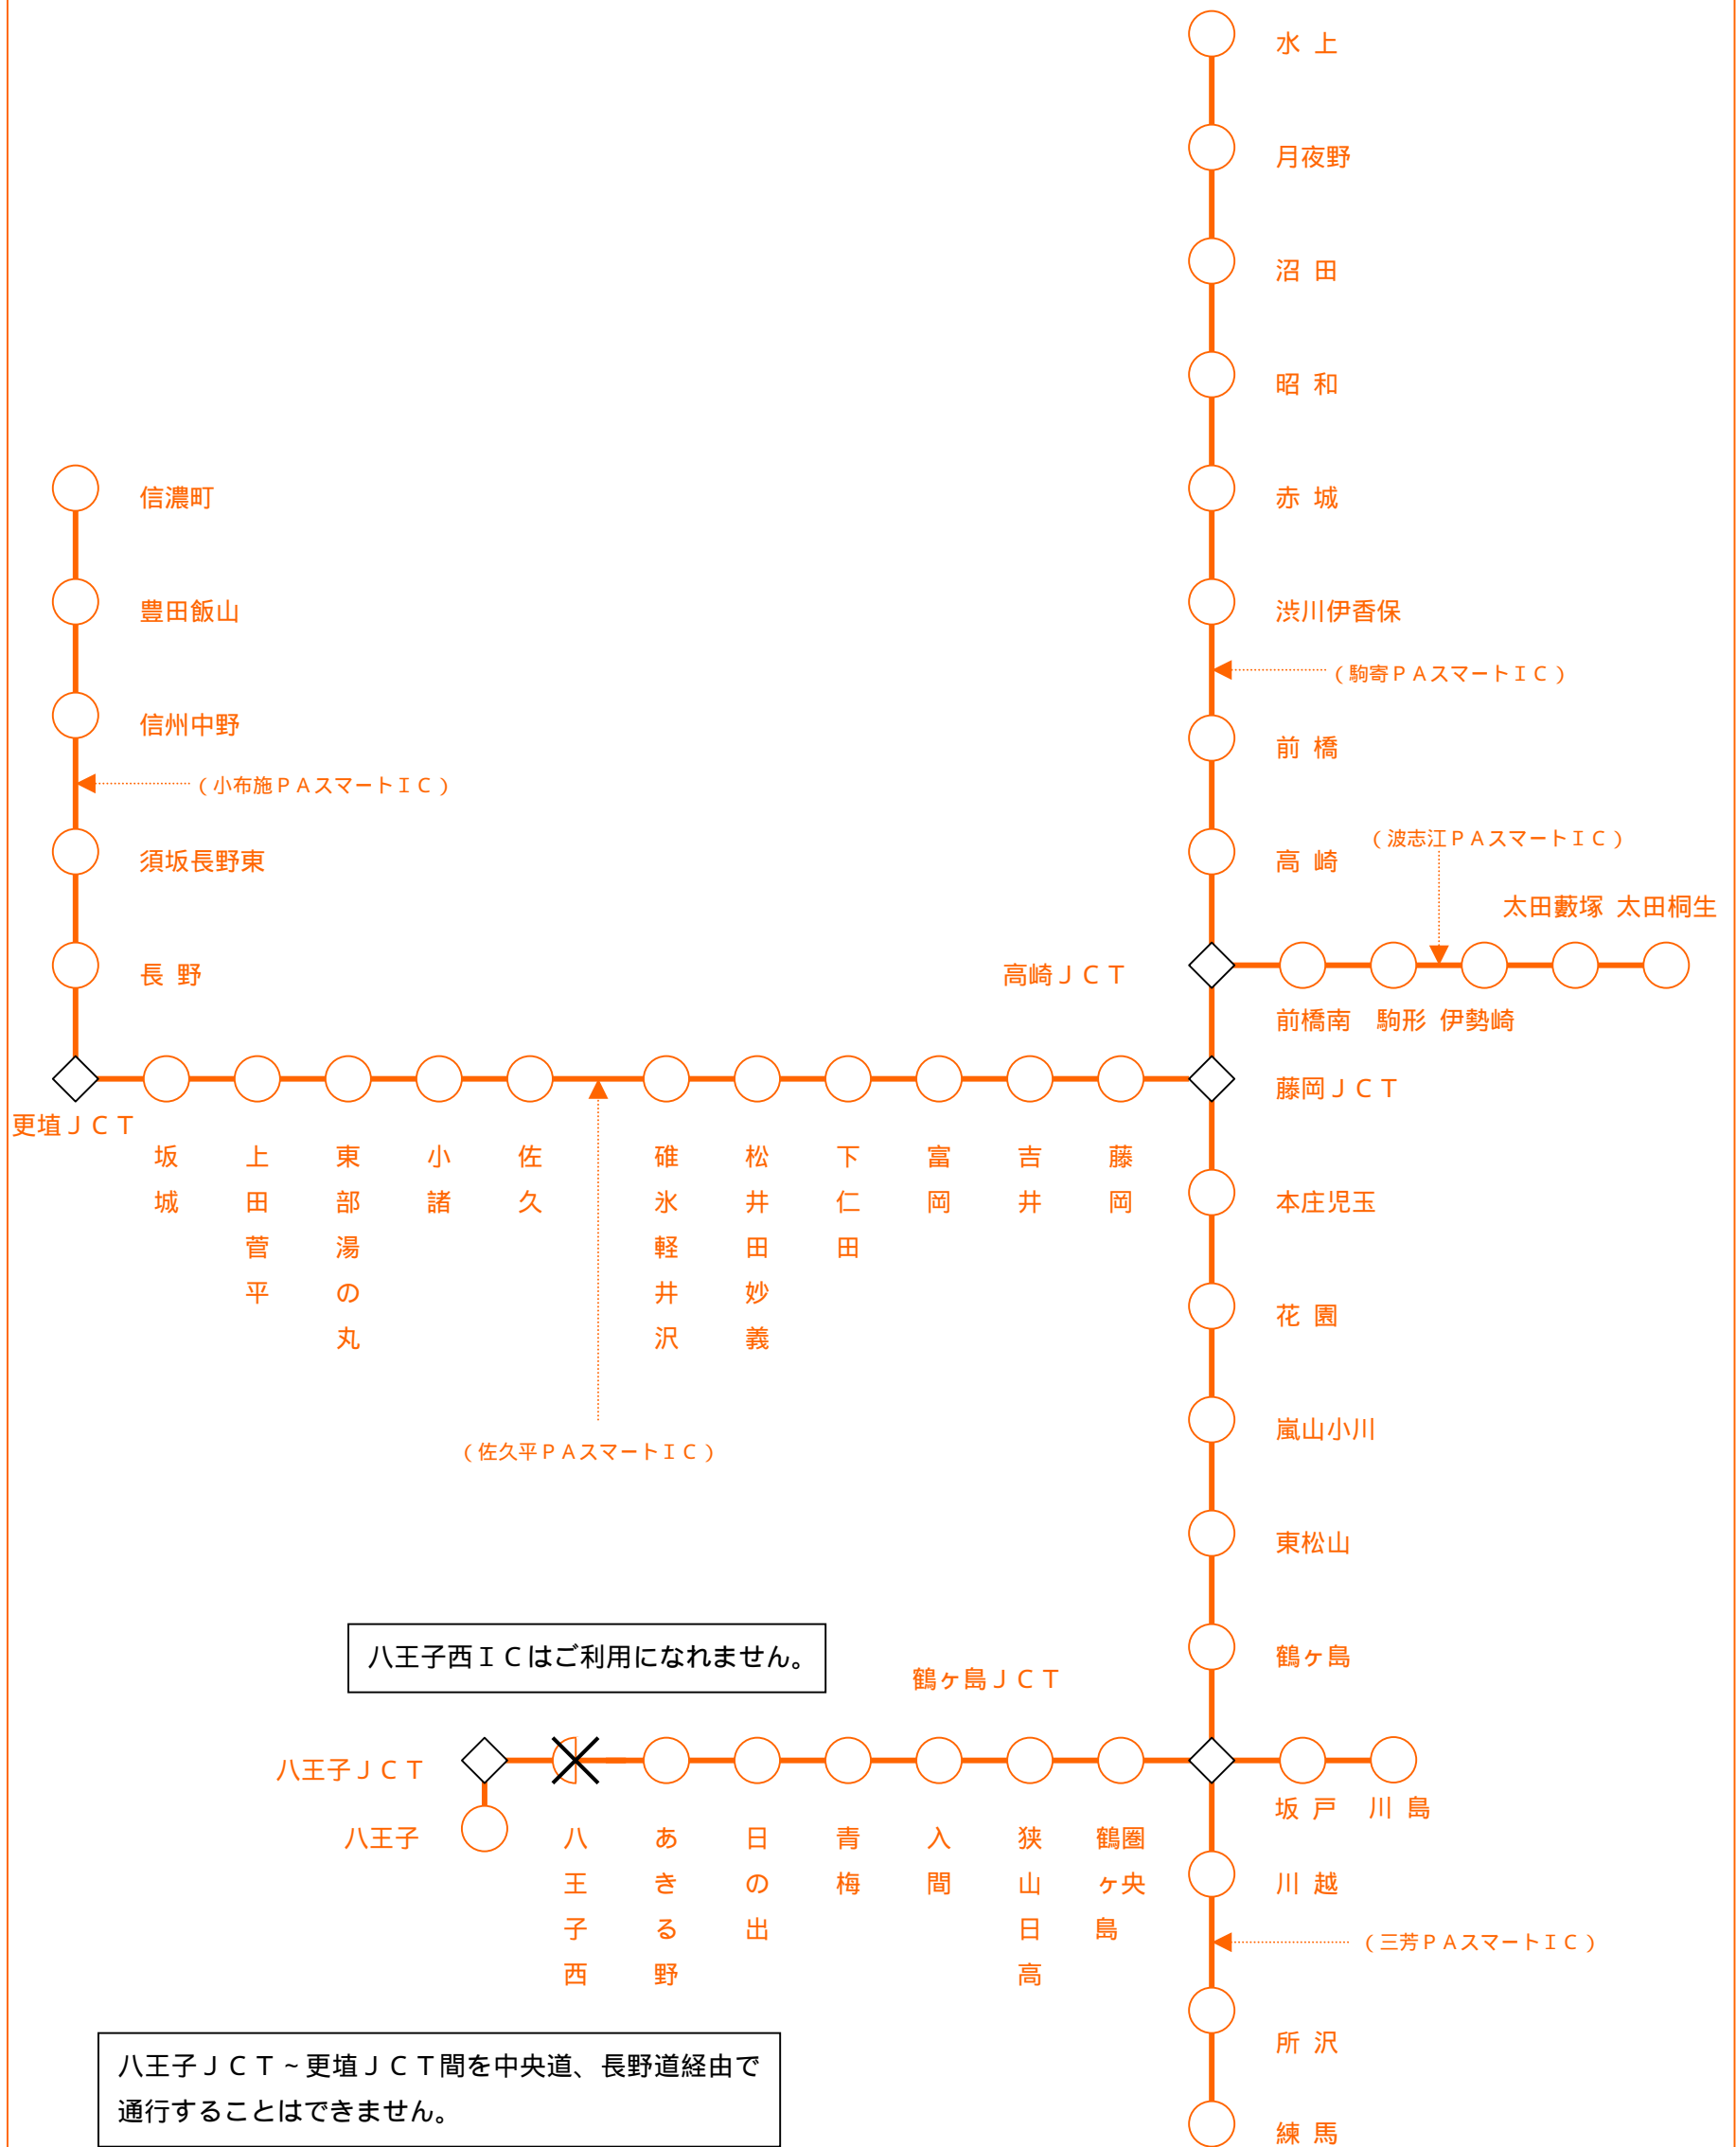 水 上
月夜野
沼 田
昭 和
赤 城
信濃町
渋川伊香保
豊田飯山
（駒寄ＰＡスマートＩＣ）
信州中野
前 橋
（小布施ＰＡスマートＩＣ）
（波志江ＰＡスマートＩＣ）
須坂長野東
高 崎
太田藪塚 太田桐生
長 野
高崎ＪＣＴ
前橋南 駒形 伊勢崎
藤岡ＪＣＴ
更埴ＪＣＴ
坂城
上田菅平
東部湯の丸
小諸
佐久
碓氷軽井沢
松井田妙義
下仁田
富岡
吉井
藤岡
本庄児玉
花 園
嵐山小川
（佐久平ＰＡスマートＩＣ）
東松山
八王子西ＩＣはご利用になれません。
鶴ヶ島
鶴ヶ島ＪＣＴ
八王子ＪＣＴ
坂 戸 川 島
八王子
八王子西
あきる野
日の出
青梅
入間
狭山日高
圏央
鶴ヶ島
川 越
（三芳ＰＡスマートＩＣ）
所 沢
八王子ＪＣＴ～更埴ＪＣＴ間を中央道、長野道経由で
通行することはできません。
練 馬